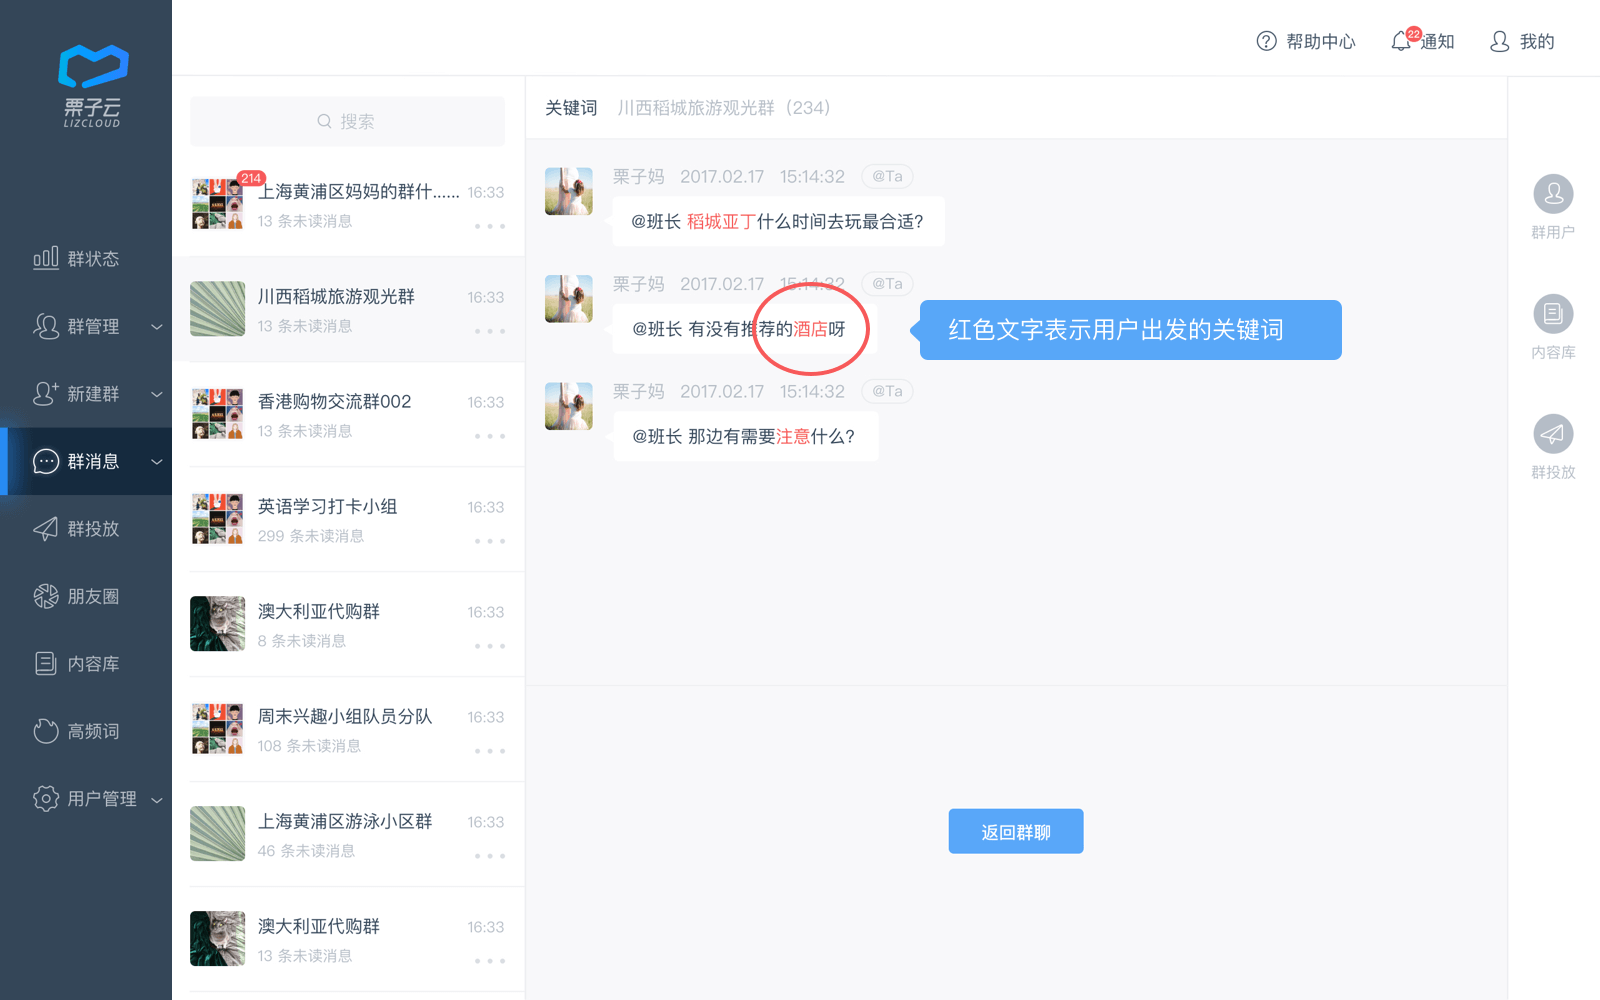 帮助中心
22
通知
我的
栗子云
LIZCLOUD
群状态
群管理
新建群
群消息
群投放
朋友圈
内容库
高频词
用户管理
搜索
214
上海黄浦区妈妈的群什...... 16:33
13 条未读消息
川西稻城旅游观光群 16:33
13 条未读消息
香港购物交流群002 16:33
13 条未读消息
英语学习打卡小组 16:33
299 条未读消息
澳大利亚代购群 16:33
8 条未读消息
周末兴趣小组队员分队 16:33
108 条未读消息
上海黄浦区游泳小区群 16:33
46 条未读消息
澳大利亚代购群 16:33
13 条未读消息
关键词 川西稻城旅游观光群（234）
栗子妈 2017.02.17 15:14:32 @Ta
@班长 稻城亚丁什么时间去玩最合适?
栗子妈 2017.02.17 15:14:32 @Ta
@班长 有没有推荐的酒店呀
红色文字表示用户出发的关键词
栗子妈 2017.02.17 15:14:32 @Ta
@班长 那边有需要注意什么?
返回群聊
群用户
内容库
群投放